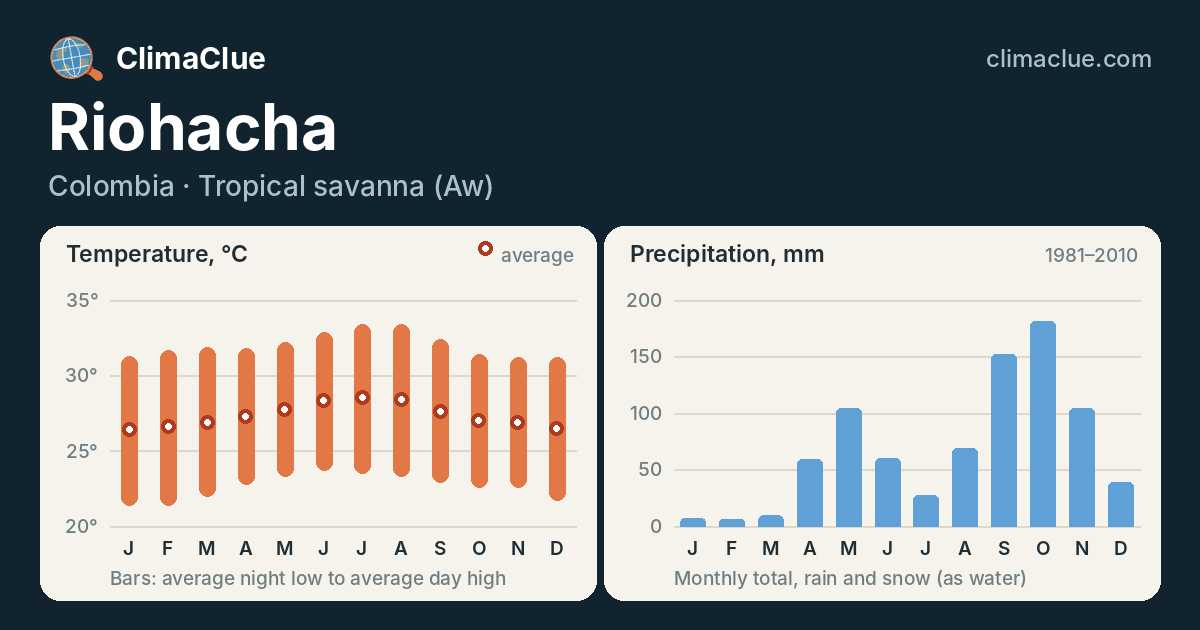 ClimaClue
climaclue.com
Riohacha
Colombia · Tropical savanna (Aw)
Temperature, °C
average
35°
30°
25°
20°
J F M A M J J A S O N D
Bars: average night low to average day high
Precipitation, mm
1981–2010
200
150
100
50
0
J F M A M J J A S O N D
Monthly total, rain and snow (as water)